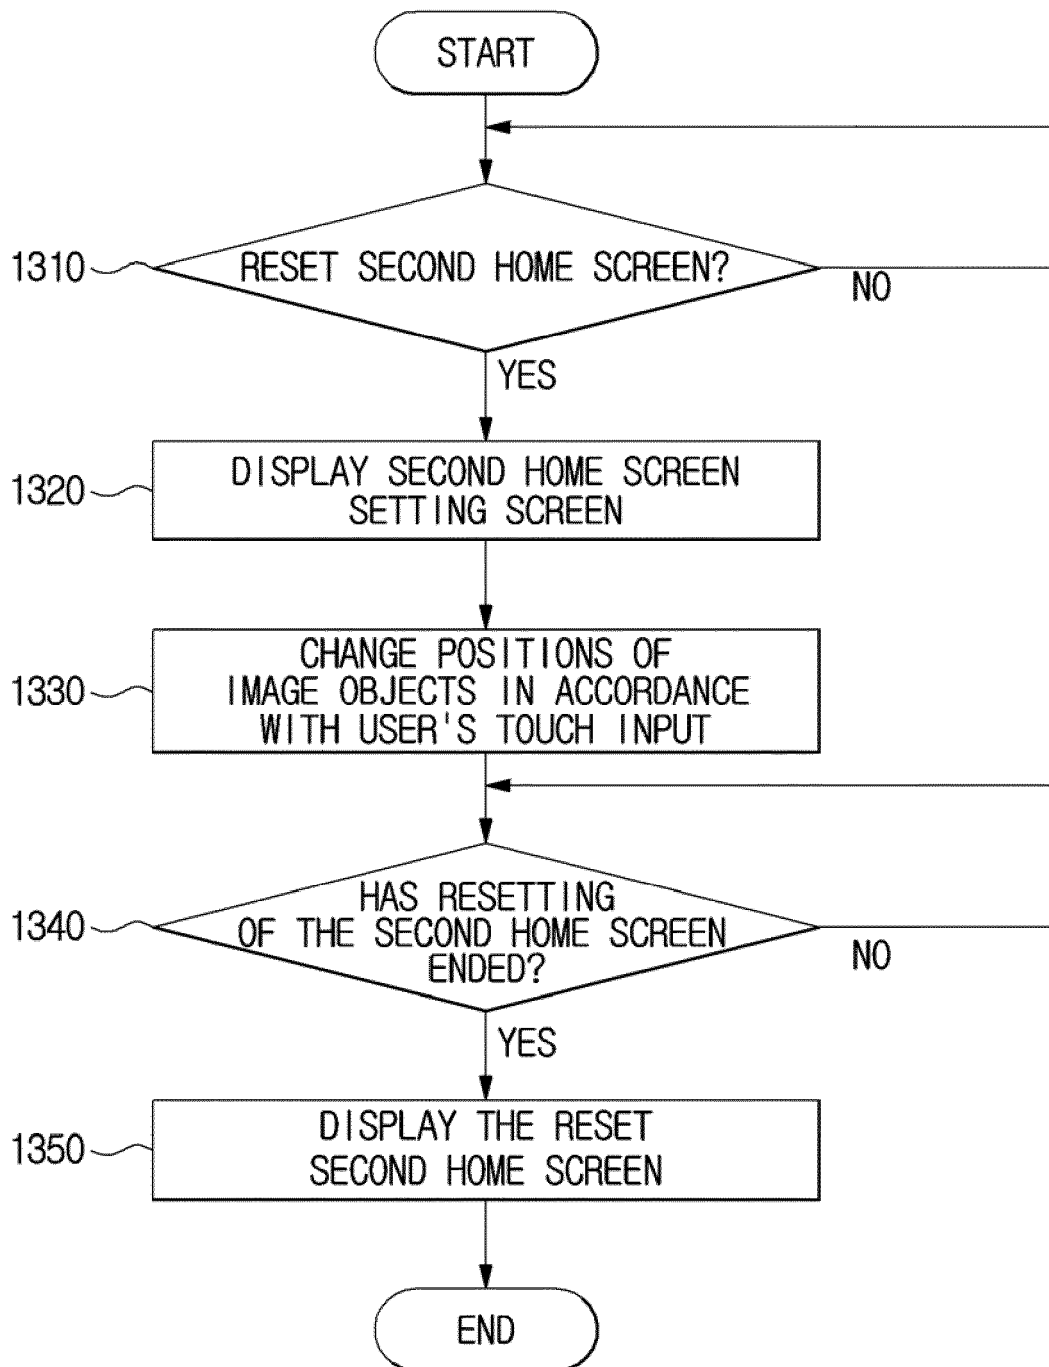 START
1310
RESET SECOND HOME SCREEN?
NO
YES
1320
DISPLAY SECOND HOME SCREEN
SETTING SCREEN
1330
CHANGE POSITIONS OF
IMAGE OBJECTS IN ACCORDANCE
WITH USER'S TOUCH INPUT
1340
HAS RESETTING
OF THE SECOND HOME SCREEN
ENDED?
NO
YES
1350
DISPLAY THE RESET
SECOND HOME SCREEN
END